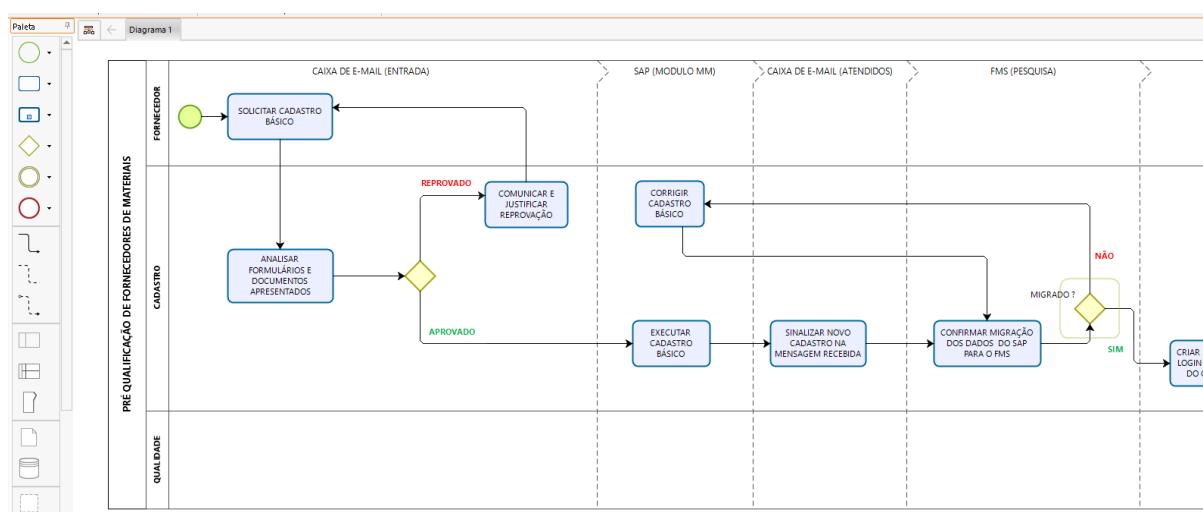 Paleta
Diagrama 1
PRÉ QUALIFICAÇÃO DE FORNECEDORES DE MATERIAIS
CAIXA DE E-MAIL (ENTRADA)
SAP (MODULO MM)
CAIXA DE E-MAIL (ATENDIDOS)
FMS (PESQUISA)
FORNECEDOR
SOLICITAR CADASTRO
BÁSICO
CADASTRO
REPROVADO
COMUNICAR E
JUSTIFICAR
REPROVAÇÃO
CORRIGIR
CADASTRO
BÁSICO
ANALISAR
FORMULÁRIOS E
DOCUMENTOS
APRESENTADOS
NÃO
MIGRADO ?
APROVADO
EXECUTAR
CADASTRO
BÁSICO
SINALIZAR NOVO
CADASTRO NA
MENSAGEM RECEBIDA
CONFIRMAR MIGRAÇÃO
DOS DADOS DO SAP
PARA O FMS
SIM
CRIAR
LOGIN
DO
QUALIDADE